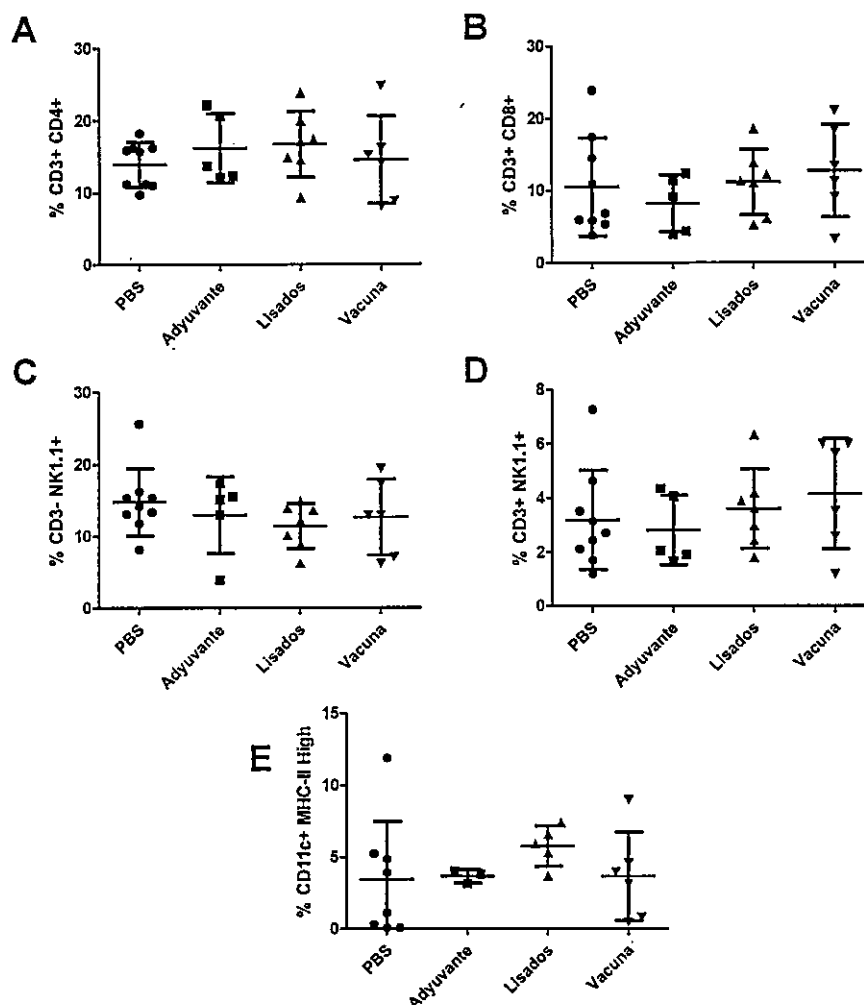 A
% CD3+ CD4+
30
20
10
0
PBS
Adyuvante
Lisados
Vacuna
B
% CD3+ CD8+
30
20
10
0
PBS
Adyuvante
Lisados
Vacuna
C
% CD3- NK1.1+
30
20
10
0
PBS
Adyuvante
Lisados
Vacuna
D
% CD3+ NK1.1+
8
6
4
2
0
PBS
Adyuvante
Lisados
Vacuna
E
% CD11c+ MHC-II High
15
10
5
0
PBS
Adyuvante
Lisados
Vacuna